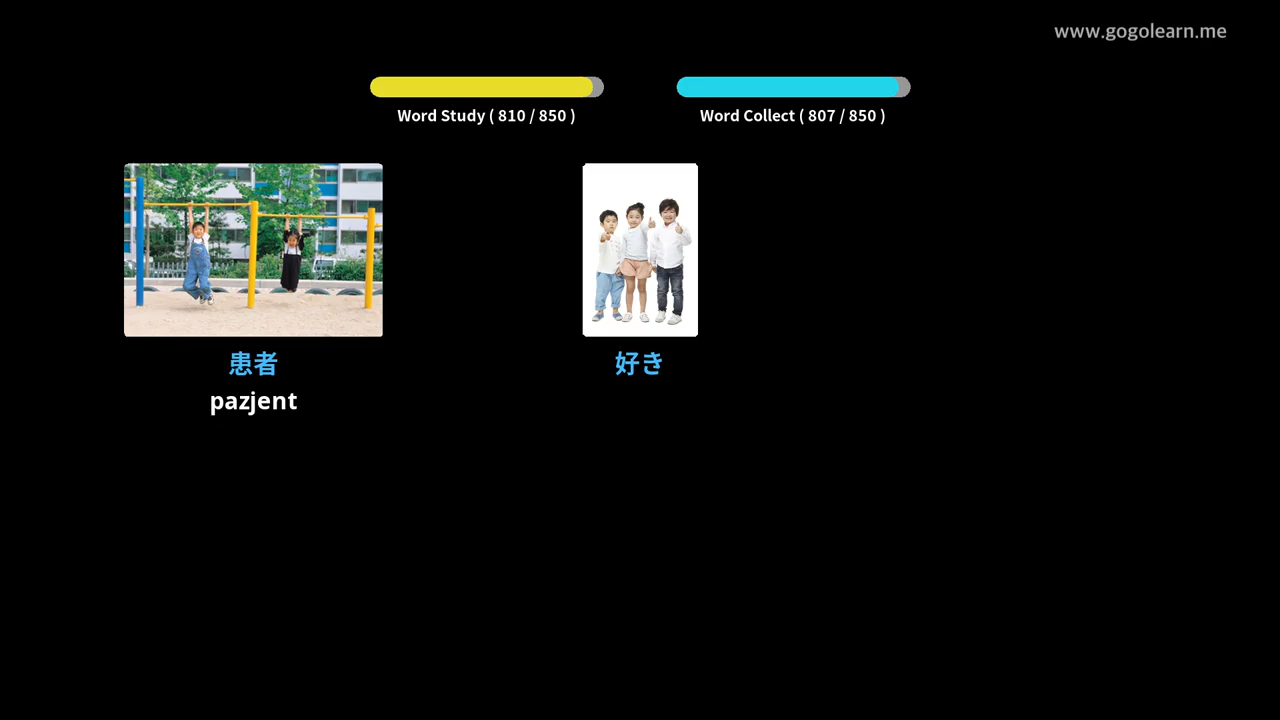 www.gogolearn.me
Word Study ( 810 / 850 )
Word Collect ( 807 / 850 )
患者
pazjent
好き